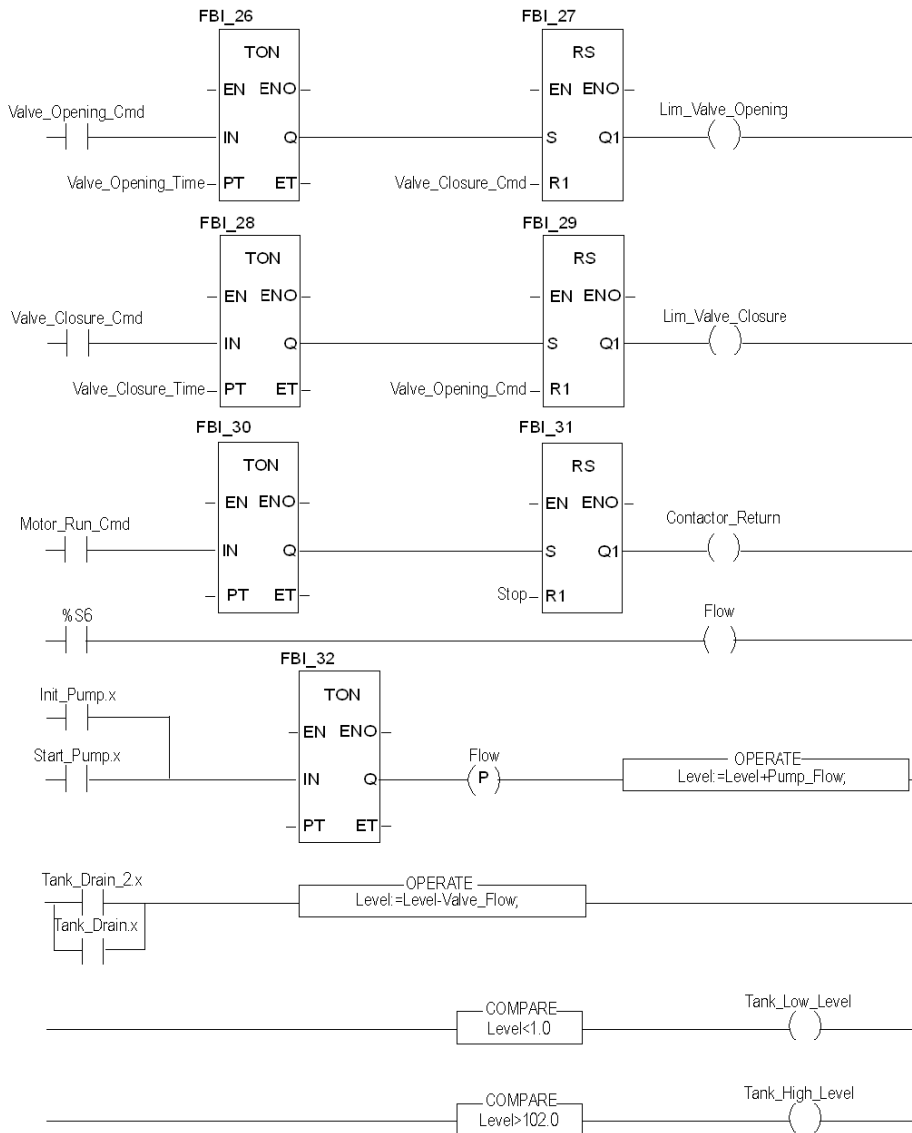 FBI_26 FBI_27
TON RS
EN ENO EN ENO
Valve_Opening_Cmd Lim_Valve_Opening
IN Q S Q1
Valve_Opening_Time PT ET Valve_Closure_Cmd R1
FBI_28 FBI_29
TON RS
EN ENO EN ENO
Valve_Closure_Cmd Lim_Valve_Closure
IN Q S Q1
Valve_Closure_Time PT ET Valve_Opening_Cmd R1
FBI_30 FBI_31
TON RS
EN ENO EN ENO
Motor_Run_Cmd Contactor_Return
IN Q S Q1
PT ET Stop R1
%S6 Flow
FBI_32
TON
Init_Pump.x
EN ENO
Start_Pump.x Flow OPERATE
IN Q P Level:=Level+Pump_Flow;
PT ET
Tank_Drain_2.x OPERATE
Level:=Level-Valve_Flow;
Tank_Drain.x
COMPARE Tank_Low_Level
Level<1.0
COMPARE Tank_High_Level
Level>102.0